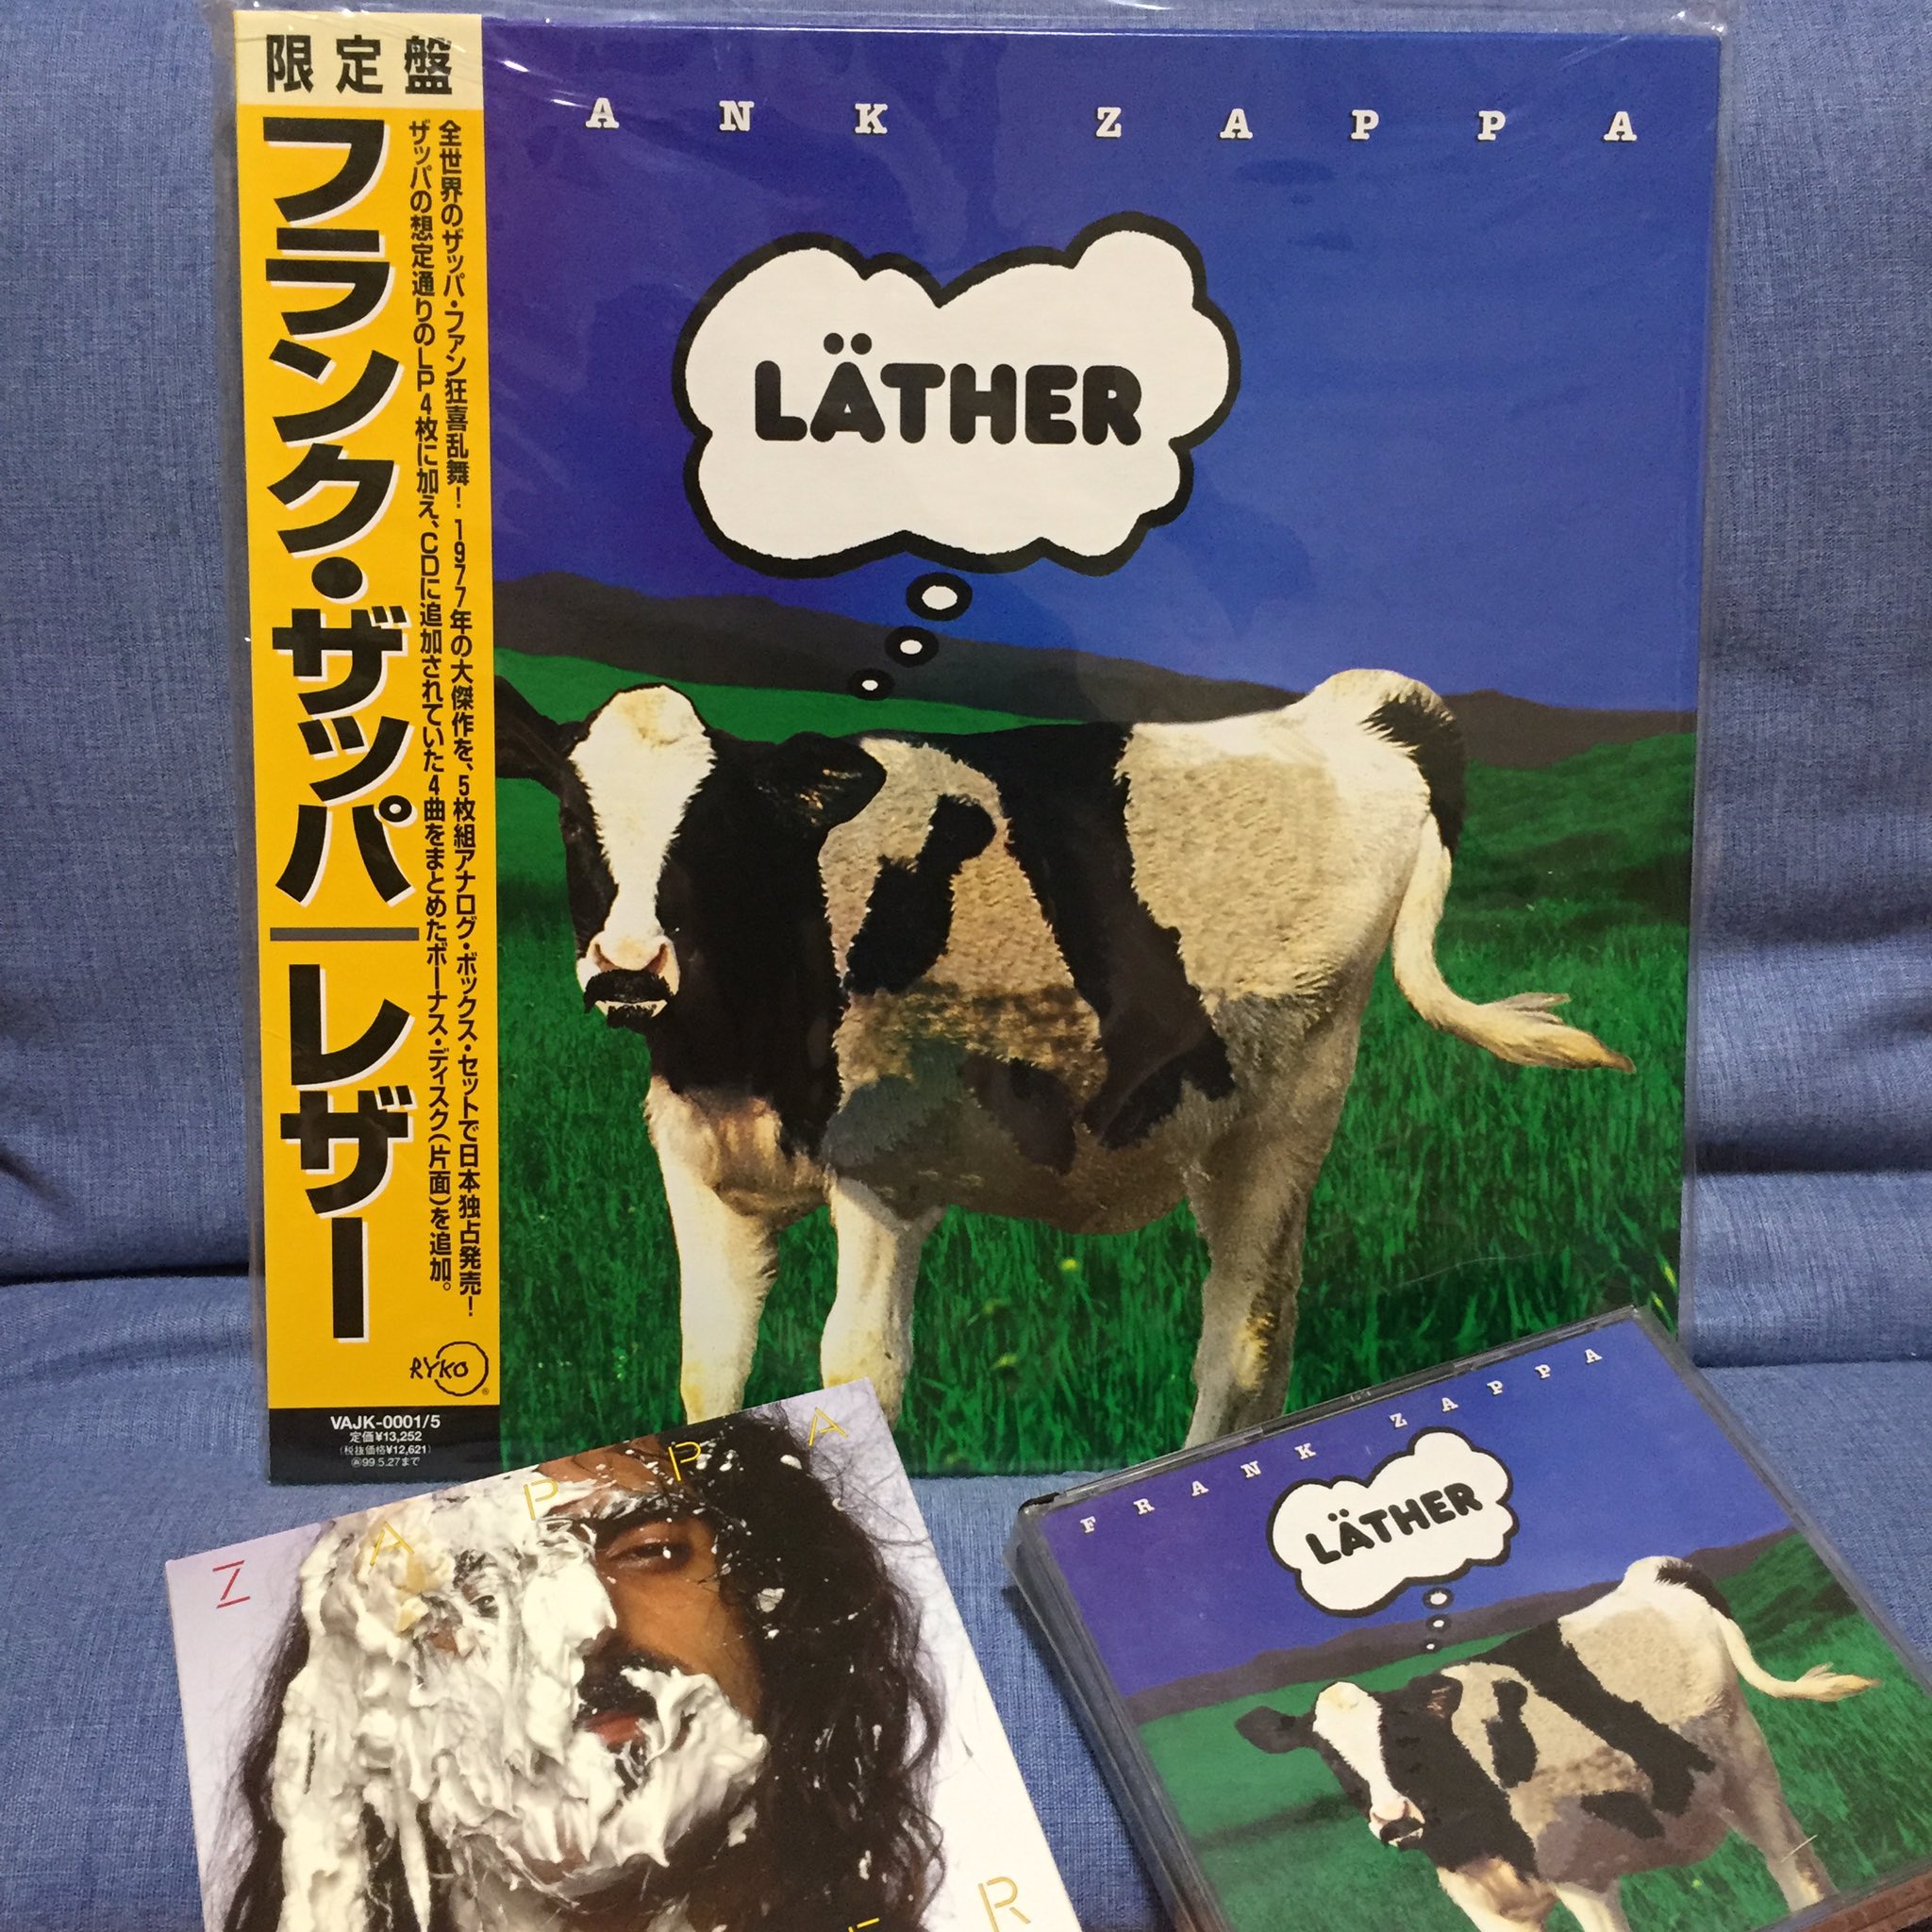 限定盤
フランク・ザッパ|レザー
全世界のザッパ・ファン狂喜乱舞! 1977年の大傑作を、5枚組アナログ・ボックス・セットで日本独占発売!
ザッパの想定通りのLP4枚に加え、CDに追加されていた4曲をまとめたボーナス・ディスク(片面)を追加。
RYKO
VAJK-0001/5
定価¥13,252
(税抜価格¥12,621)
Ⓐ99.5.27まで
ANK ZAPPA
LÄTHER
ZAPPA
ER
FRANK ZAPPA
LÄTHER